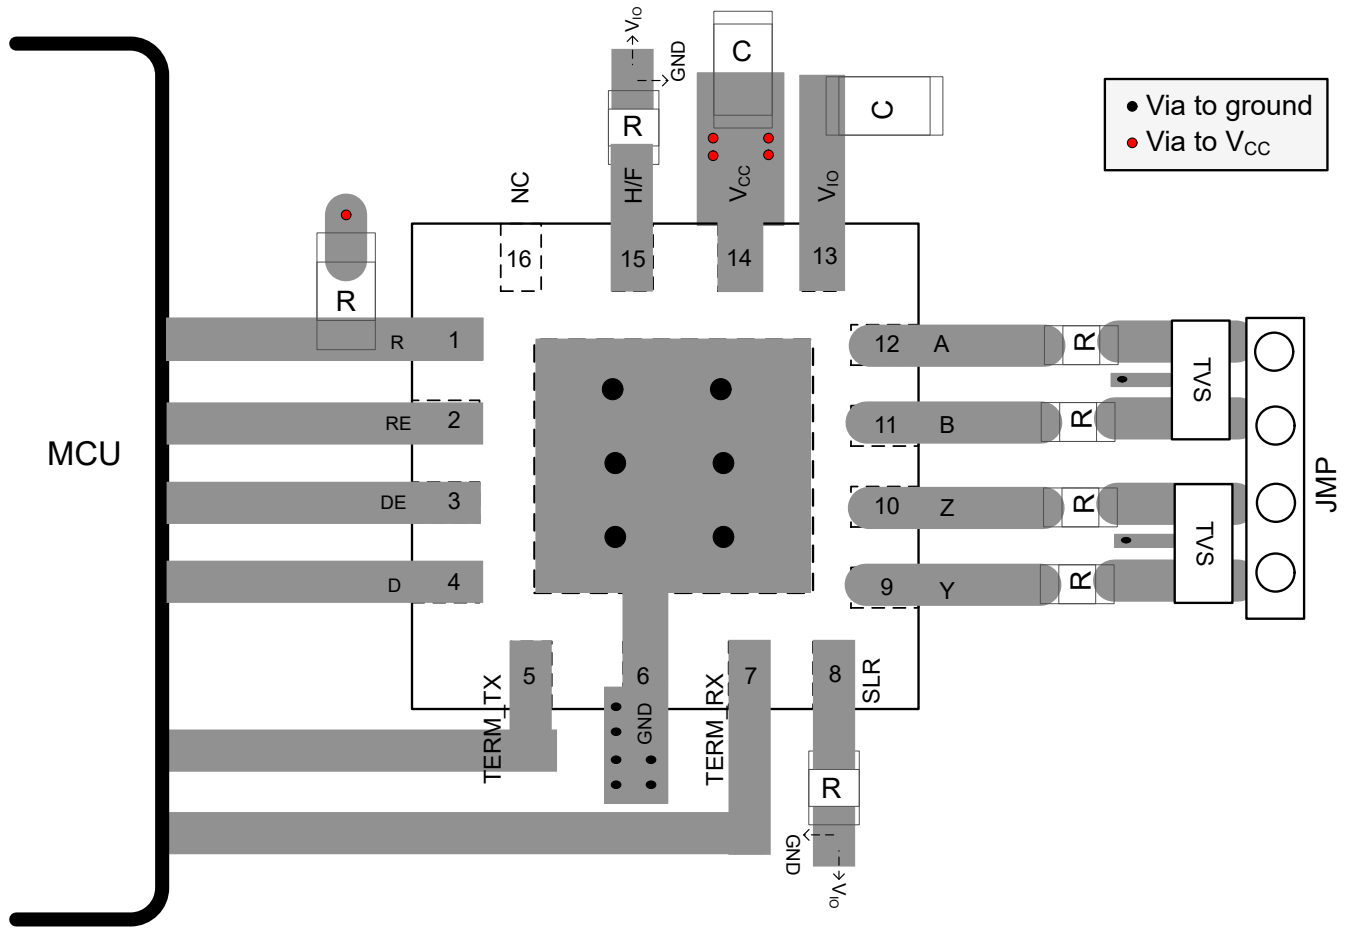 V_IO
GND
C
C
Via to ground
Via to V_CC
R
NC
H/F
V_CC
V_IO
16
15
14
13
R
R
1
12
A
R
TVS
RE
2
11
B
R
MCU
JMP
DE
3
10
Z
R
TVS
D
4
9
Y
R
5
6
7
8
TERM_TX
GND
TERM_RX
SLR
R
GND
V_IO